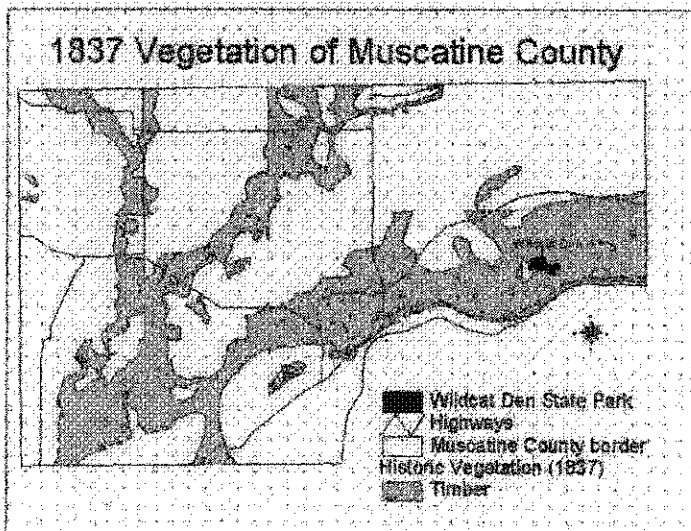 1837 Vegetation of Muscatine County
Wildcat Den State Park
Highways
Muscatine County border
Historic Vegetation (1837)
Timber